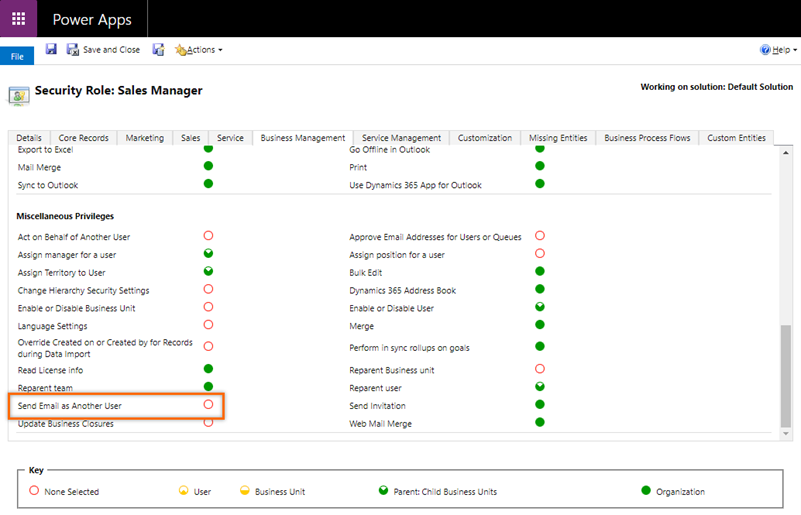 Power Apps
File
Save and Close
Actions
Help
Security Role: Sales Manager
Working on solution: Default Solution
Details Core Records Marketing Sales Service Business Management Service Management Customization Missing Entities Business Process Flows Custom Entities
Export to Excel Go Offline in Outlook
Mail Merge Print
Sync to Outlook Use Dynamics 365 App for Outlook
Miscellaneous Privileges
Act on Behalf of Another User Approve Email Addresses for Users or Queues
Assign manager for a user Assign position for a user
Assign Territory to User Bulk Edit
Change Hierarchy Security Settings Dynamics 365 Address Book
Enable or Disable Business Unit Enable or Disable User
Language Settings Merge
Override Created on or Created by for Records
during Data Import
Perform in sync rollups on goals
Read License info Reparent Business unit
Reparent team Reparent user
Send Email as Another User Send Invitation
Update Business Closures Web Mail Merge
Key
None Selected User Business Unit Parent: Child Business Units Organization